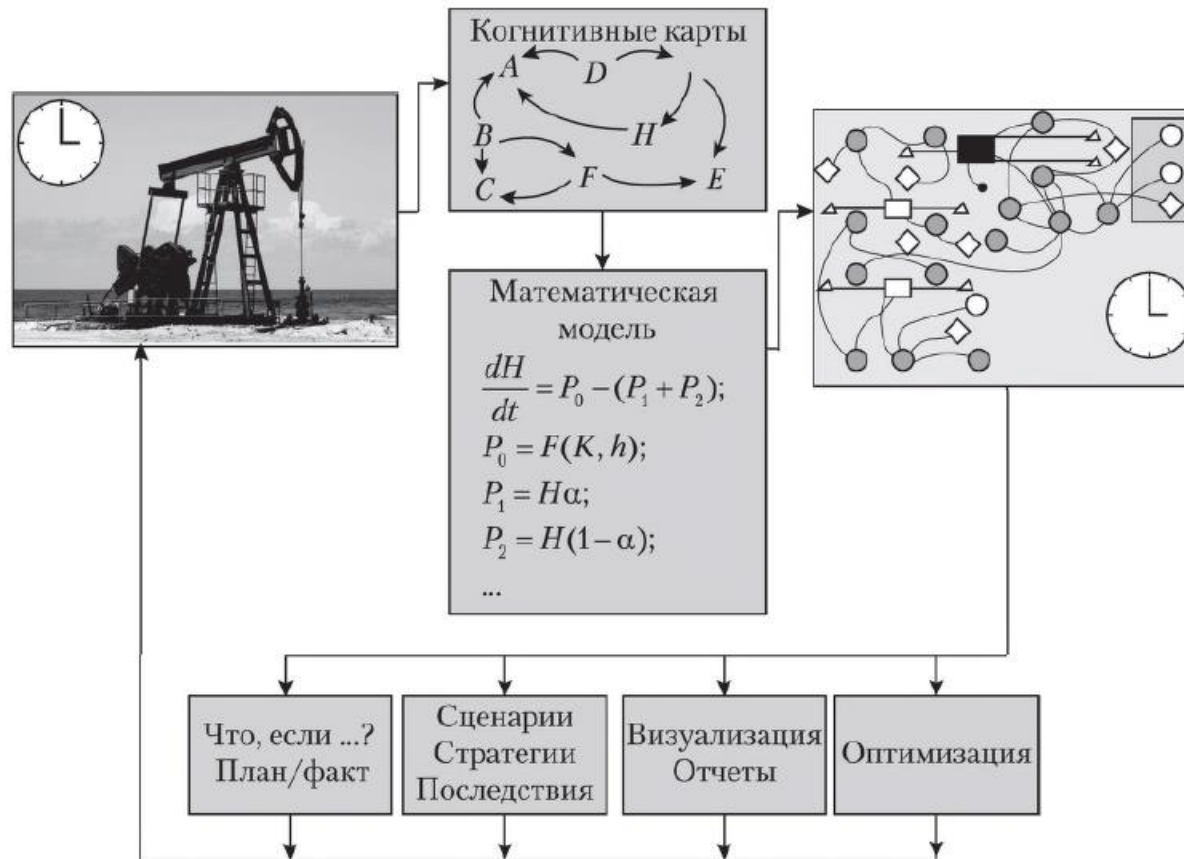 Когнитивные карты
A
D
B
H
C
F
E
Математическая
модель
dH/dt = P₀ − (P₁ + P₂);
P₀ = F(K, h);
P₁ = Hα;
P₂ = H(1 − α);
...
Что, если ...?
План/факт
Сценарии
Стратегии
Последствия
Визуализация
Отчеты
Оптимизация